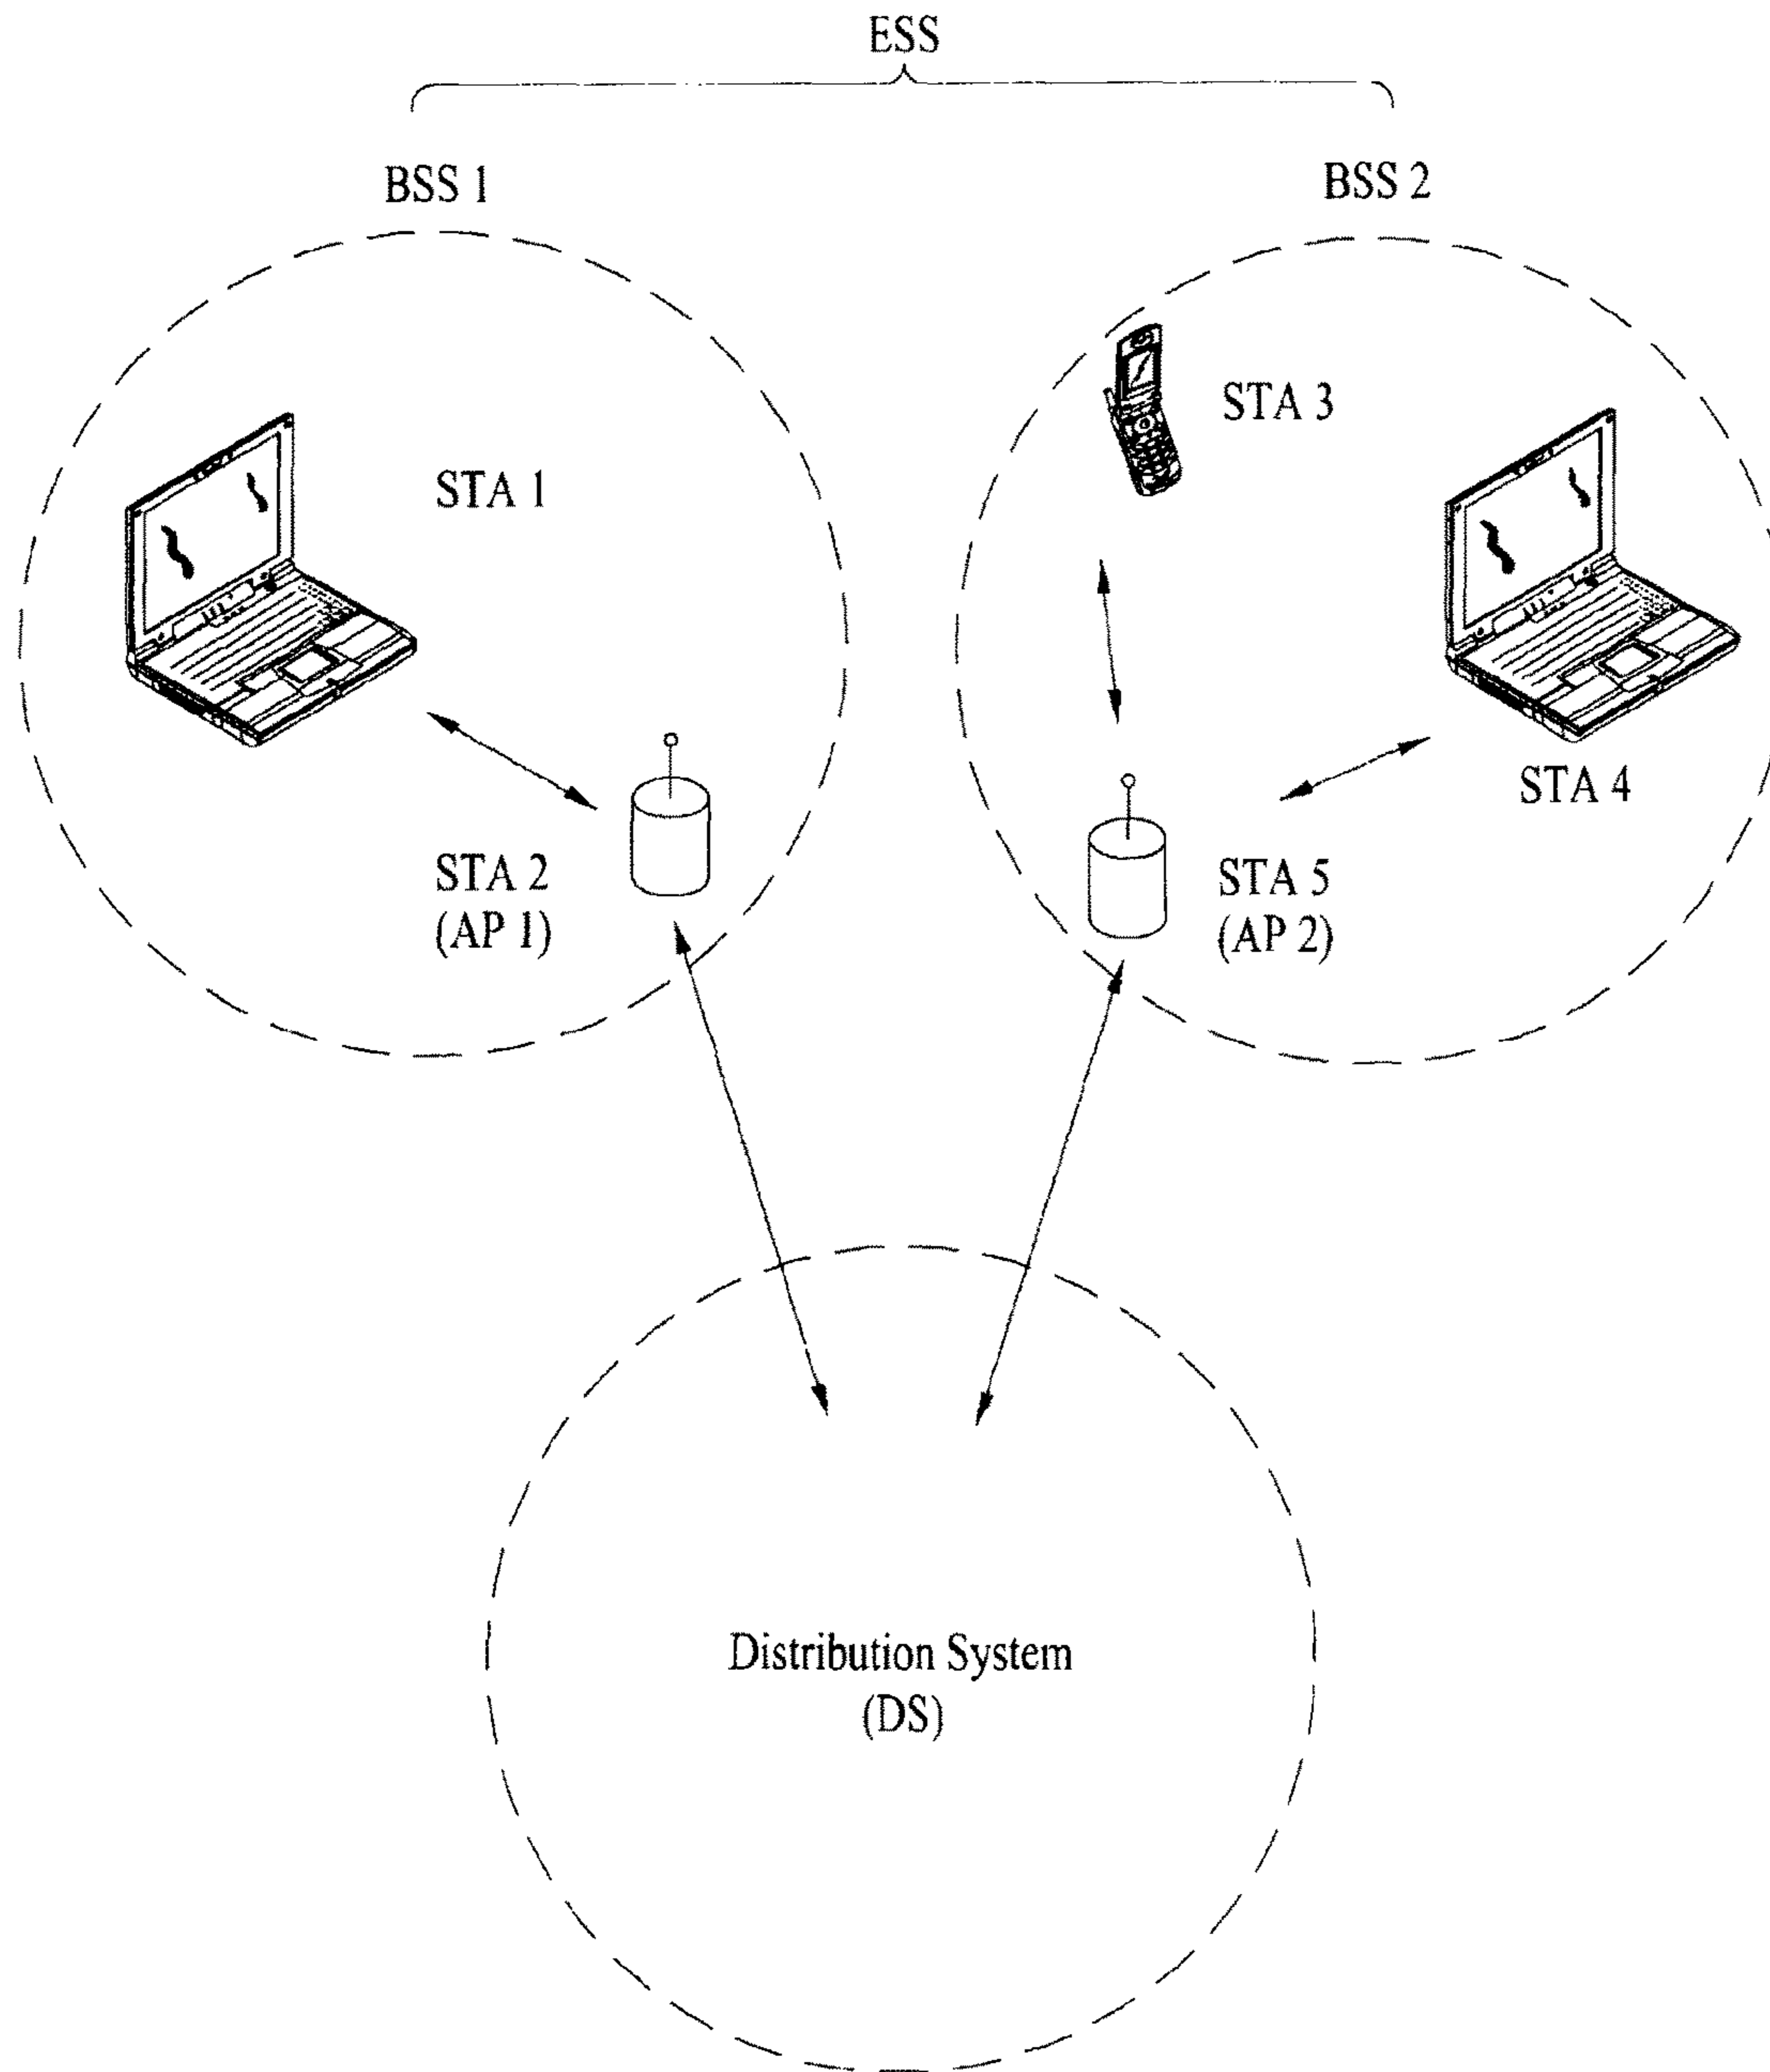 ESS
BSS 1
BSS 2
STA 1
STA 3
STA 4
STA 2
(AP 1)
STA 5
(AP 2)
Distribution System
(DS)